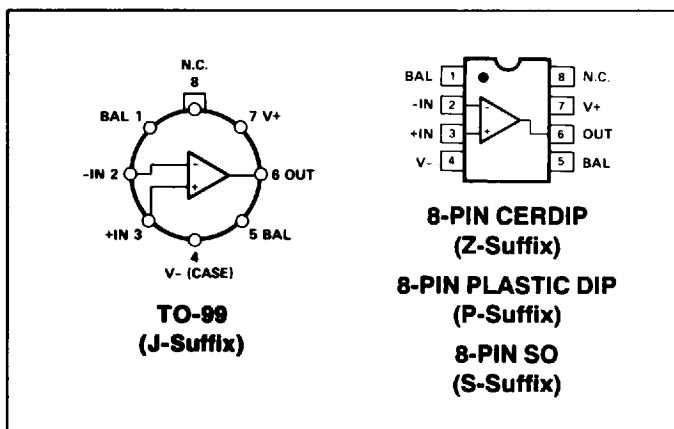 N.C.
8
BAL 1
7 V+
-IN 2
-
+
6 OUT
+IN 3
5 BAL
4
V- (CASE)
TO-99
(J-Suffix)
BAL 1
8 N.C.
-IN 2
-
7 V+
+IN 3
+
6 OUT
V- 4
5 BAL
8-PIN CERDIP
(Z-Suffix)
8-PIN PLASTIC DIP
(P-Suffix)
8-PIN SO
(S-Suffix)